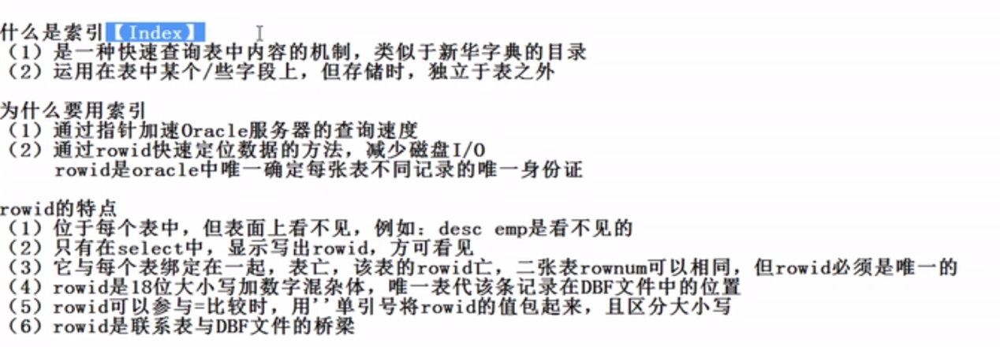 什么是索引【Index】
（1）是一种快速查询表中内容的机制，类似于新华字典的目录
（2）运用在表中某个/些字段上，但存储时，独立于表之外
为什么要用索引
（1）通过指针加速Oracle服务器的查询速度
（2）通过rowid快速定位数据的方法，减少磁盘I/O
rowid是oracle中唯一确定每张表不同记录的唯一身份证
rowid的特点
（1）位于每个表中，但表面上看不见，例如：desc emp是看不见的
（2）只有在select中，显示写出rowid，方可看见
（3）它与每个表绑定在一起，表亡，该表的rowid亡，二张表rownum可以相同，但rowid必须是唯一的
（4）rowid是18位大小写加数字混杂体，唯一表代该条记录在DBF文件中的位置
（5）rowid可以参与=比较时，用''单引号将rowid的值包起来，且区分大小写
（6）rowid是联系表与DBF文件的桥梁